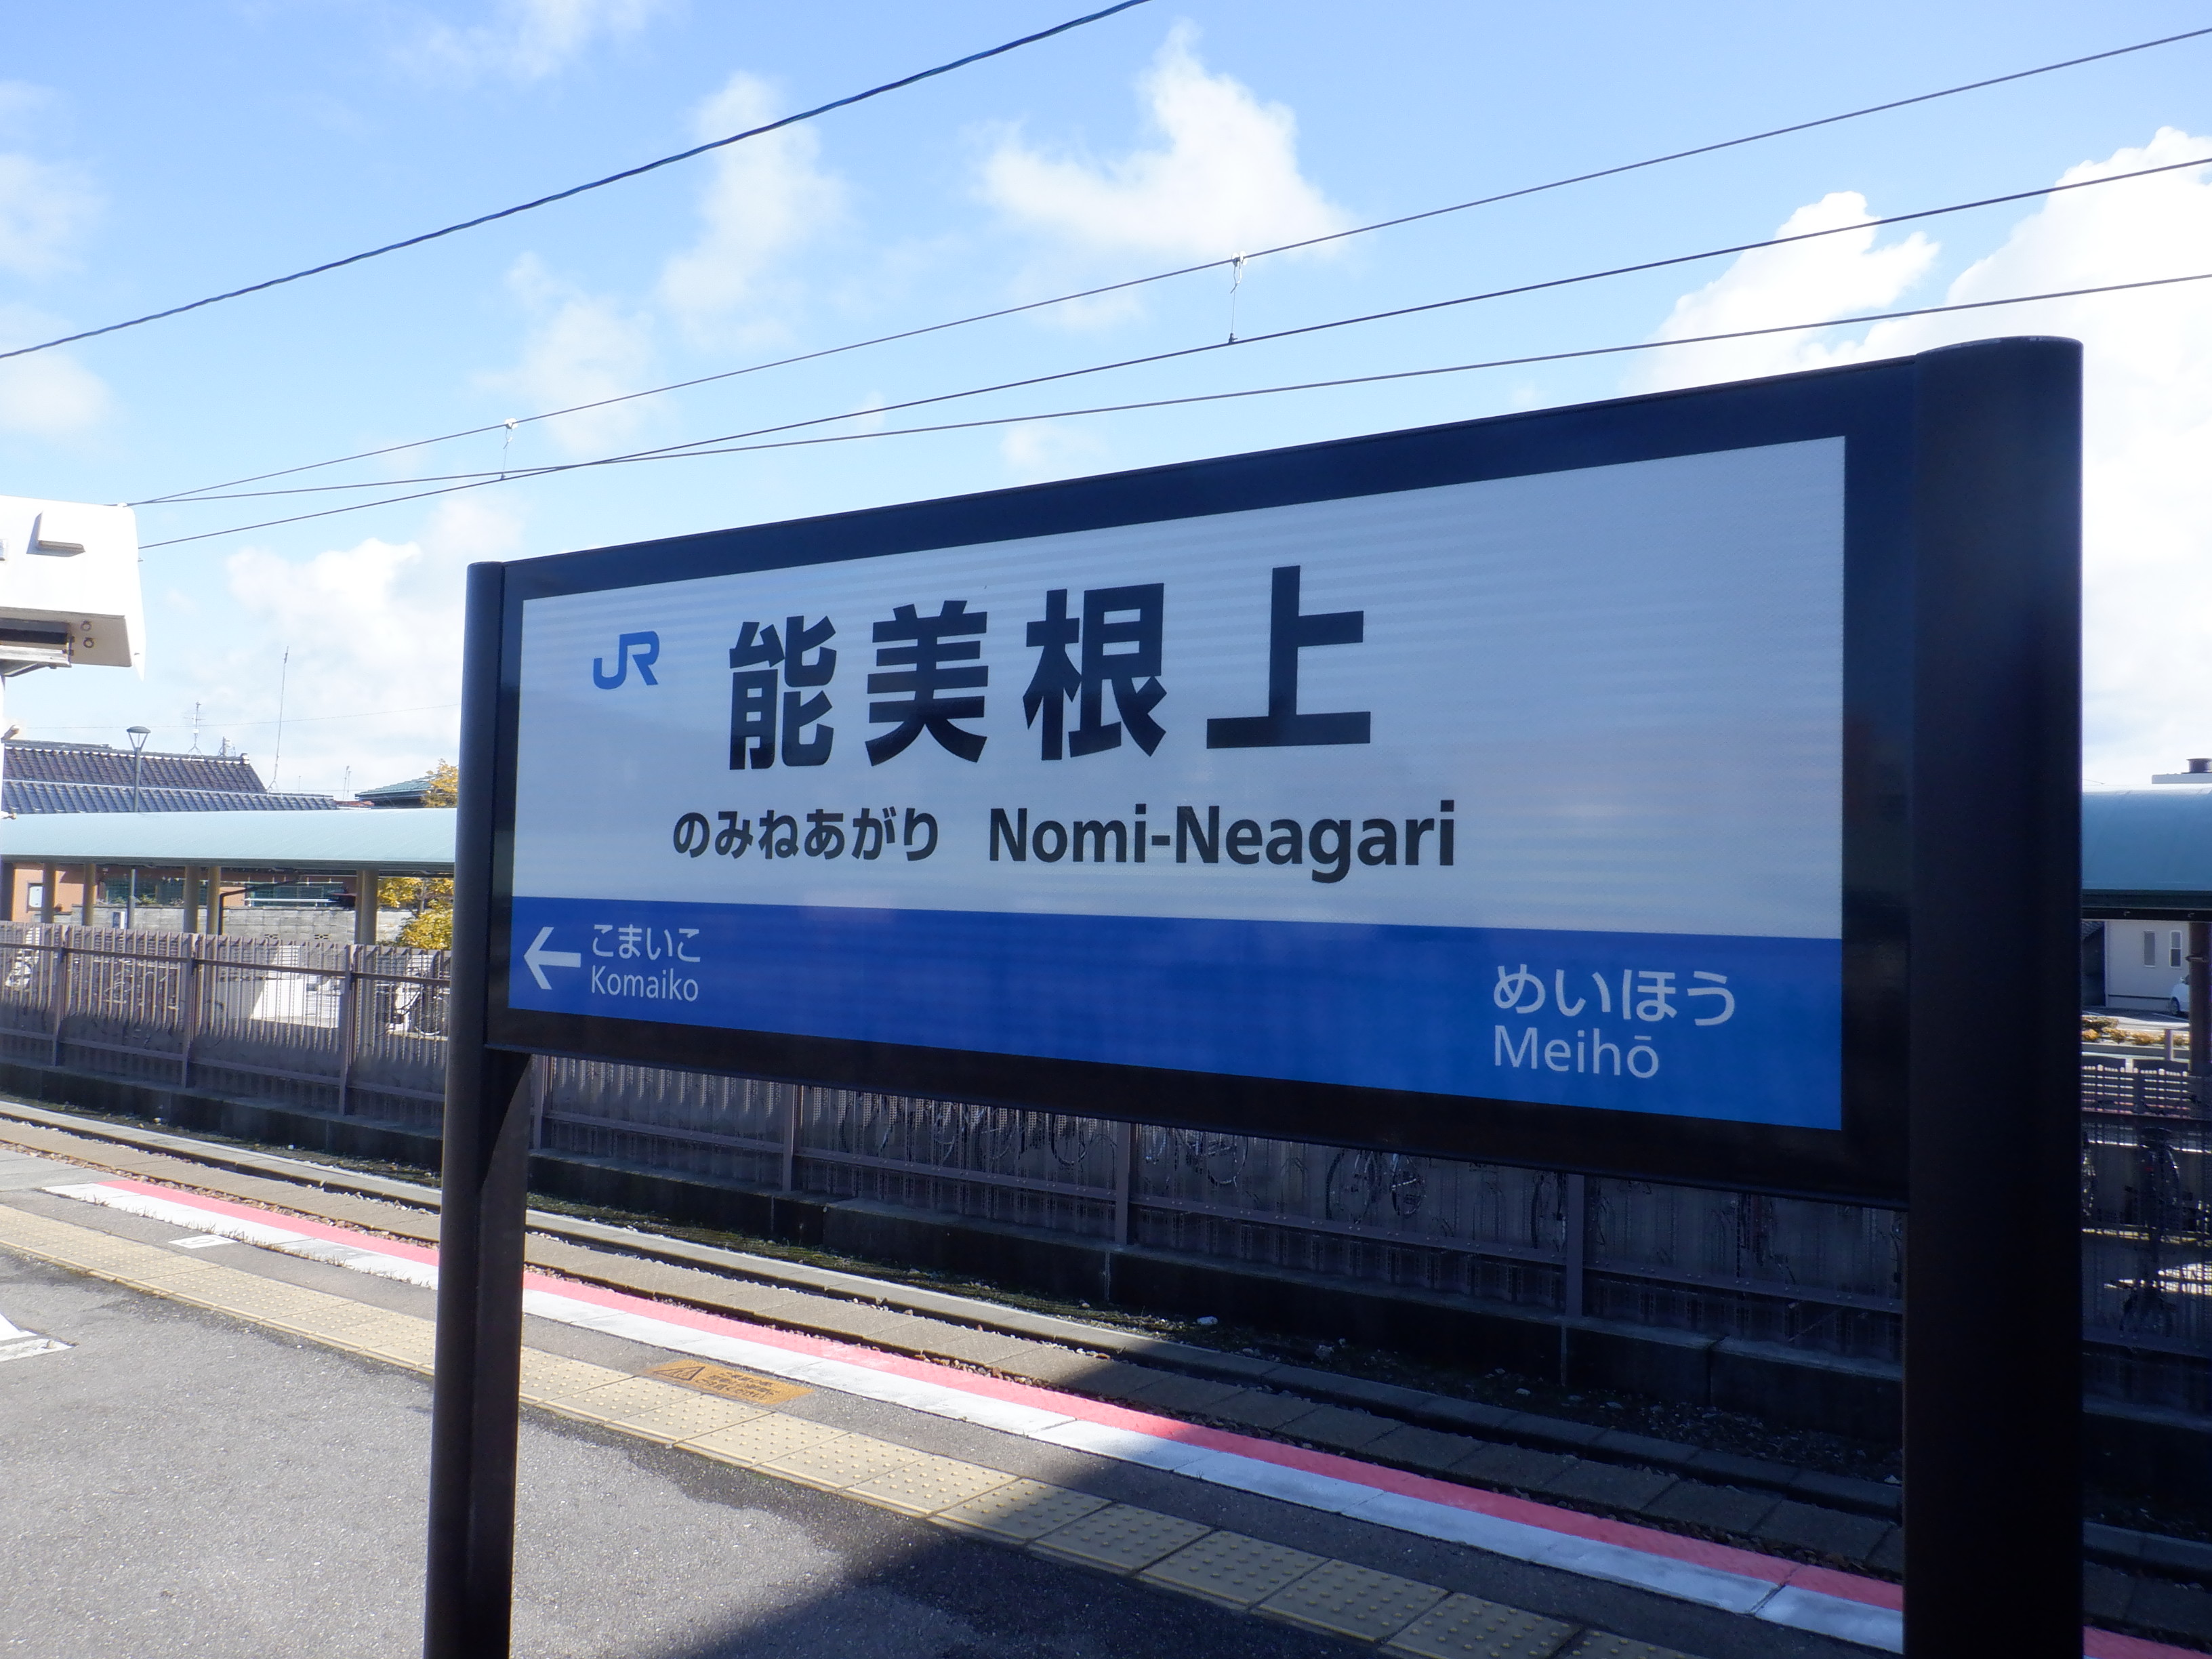 JR 能美根上
のみねあがり Nomi-Neagari
← こまいこ
Komaiko
めいほう
Meihō